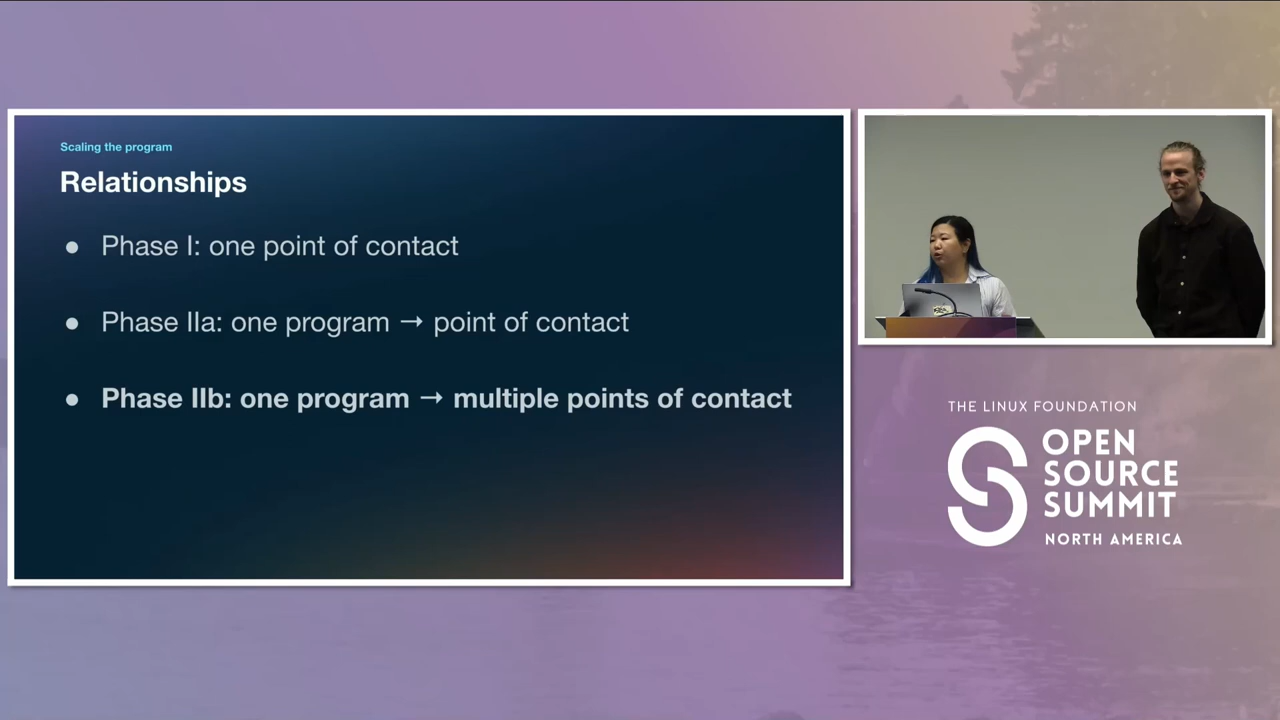 Scaling the program
Relationships
● Phase I: one point of contact
● Phase IIa: one program → point of contact
● Phase IIb: one program → multiple points of contact
THE LINUX FOUNDATION
OPEN
SOURCE
SUMMIT
NORTH AMERICA